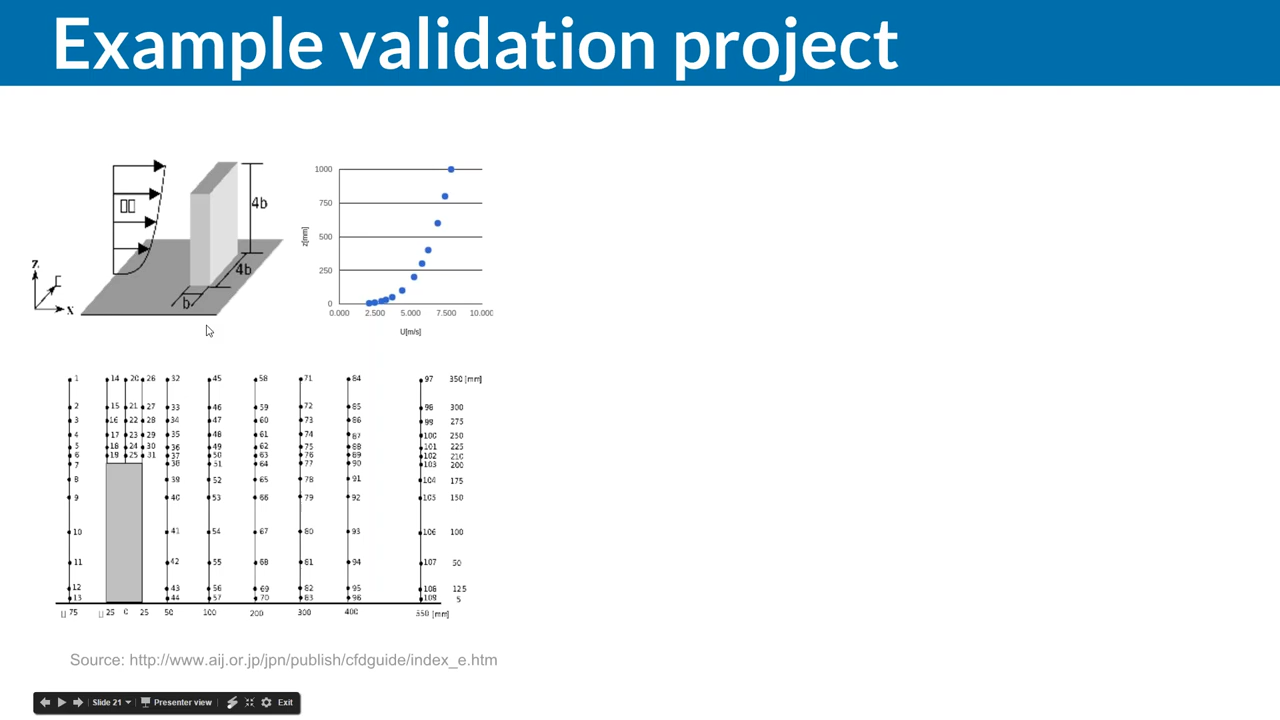 Example validation project
4b
4b
b
Z
X
1000
750
500
250
0
z[mm]
0.000 2.500 5.000 7.500 10.000
U[m/s]
1 14 20 26 32 45 58 71 84 97 350 [mm]
2 15 21 27 33 46 59 72 85 98 300
3 16 22 28 34 47 60 73 86 99 275
4 17 23 29 35 48 61 74 87 100 250
5 18 24 30 36 49 62 75 88 101 225
6 19 25 31 37 50 63 76 89 102 210
7 38 51 64 77 90 103 200
8 39 52 65 78 91 104 175
9 40 53 66 79 92 105 150
10 41 54 67 80 93 106 100
11 42 55 68 81 94 107 50
12 43 56 69 82 95 108 125
13 44 57 70 83 96 109 5
75 25 0 25 50 100 200 300 400 550 [mm]
Source: http://www.aij.or.jp/jpn/publish/cfdguide/index_e.htm
Slide 21 Presenter view Exit